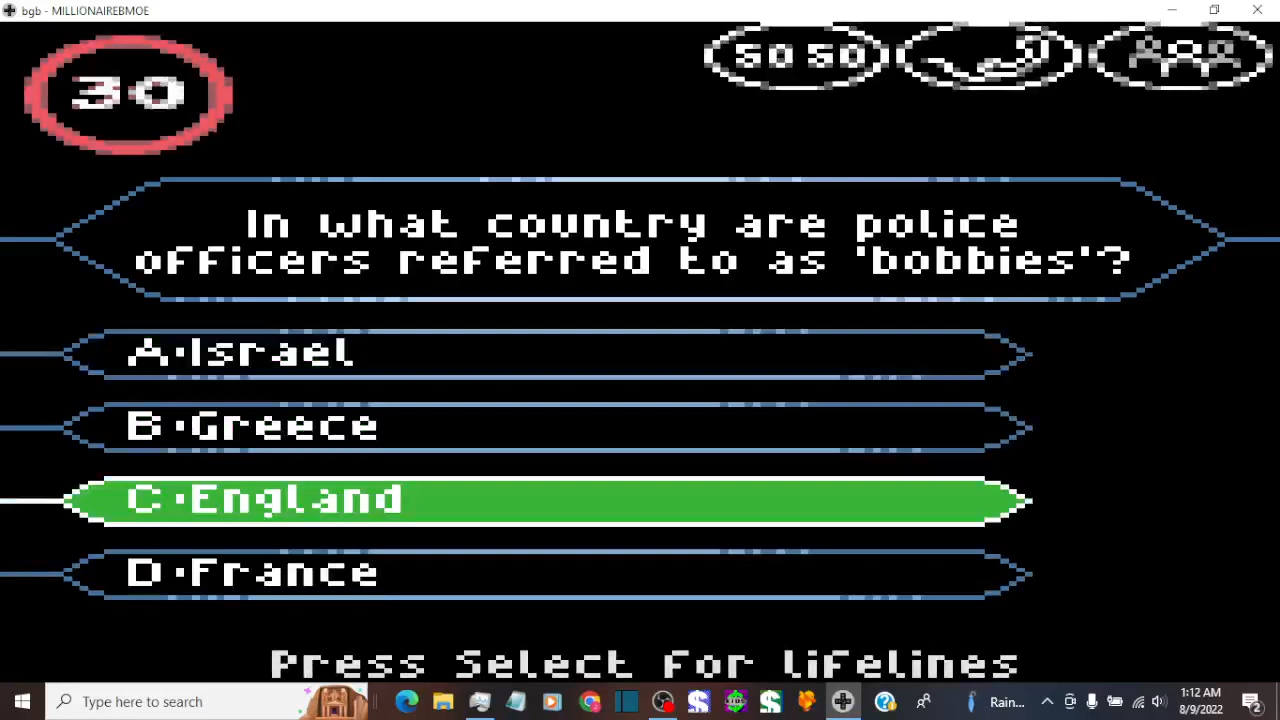 bgb - MILLIONAIREBMOE
30
50 50
In what country are police
officers referred to as 'bobbies'?
A·Israel
B·Greece
C·England
D·France
Press Select for lifelines
Type here to search
Rain...
1:12 AM
8/9/2022
2